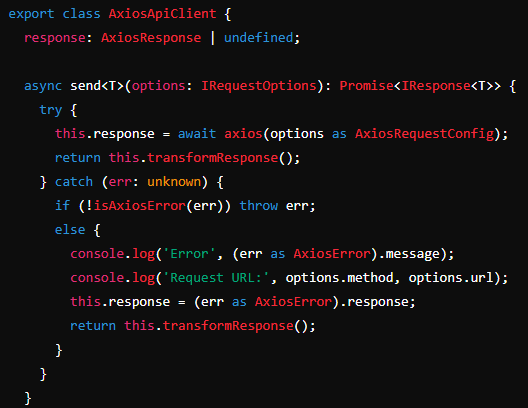 export class AxiosApiClient {
  response: AxiosResponse | undefined;

  async send<T>(options: IRequestOptions): Promise<IResponse<T>> {
    try {
      this.response = await axios(options as AxiosRequestConfig);
      return this.transformResponse();
    } catch (err: unknown) {
      if (!isAxiosError(err)) throw err;
      else {
        console.log('Error', (err as AxiosError).message);
        console.log('Request URL:', options.method, options.url);
        this.response = (err as AxiosError).response;
        return this.transformResponse();
      }
    }
  }